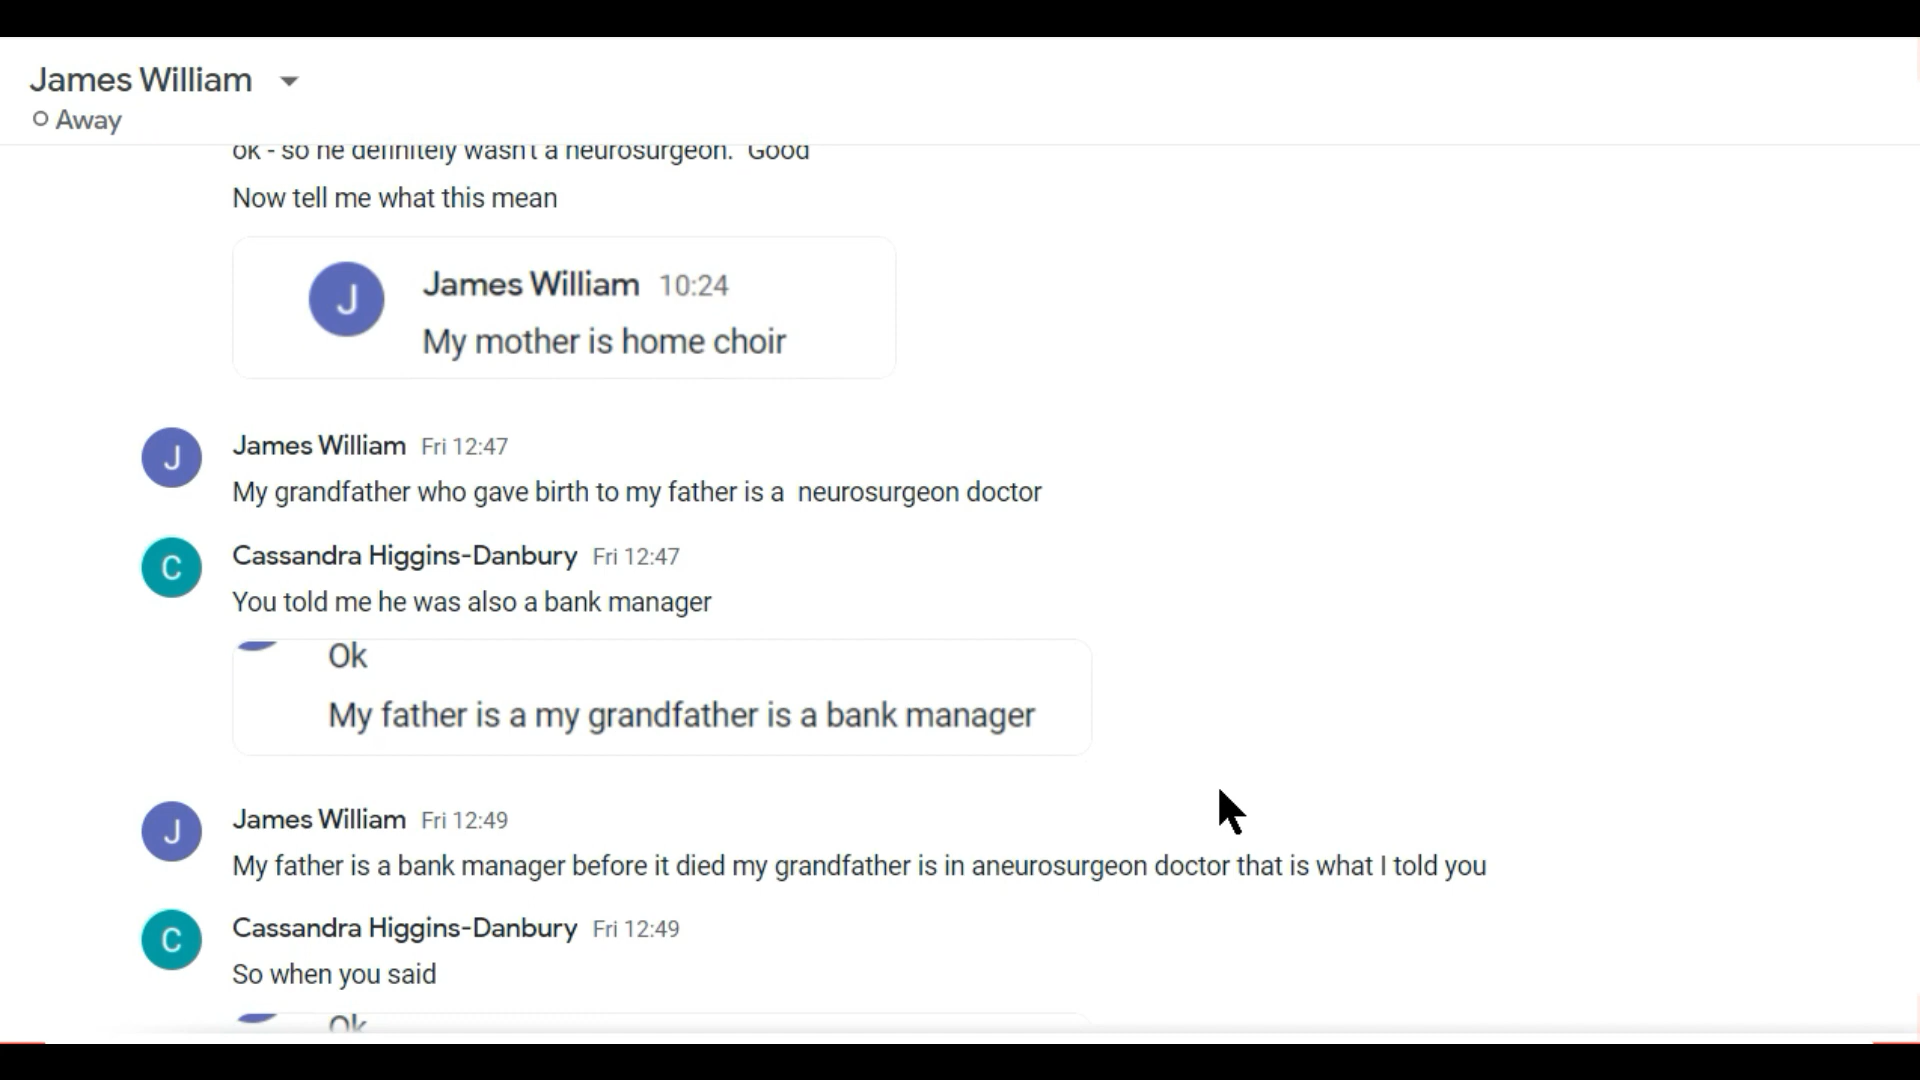 James William
Away
ok - so he definitely wasn't a neurosurgeon.  Good
Now tell me what this mean
J
James William 10:24
My mother is home choir
J
James William Fri 12:47
My grandfather who gave birth to my father is a  neurosurgeon doctor
C
Cassandra Higgins-Danbury Fri 12:47
You told me he was also a bank manager
Ok
My father is a my grandfather is a bank manager
J
James William Fri 12:49
My father is a bank manager before it died my grandfather is in aneurosurgeon doctor that is what I told you
C
Cassandra Higgins-Danbury Fri 12:49
So when you said
Ok